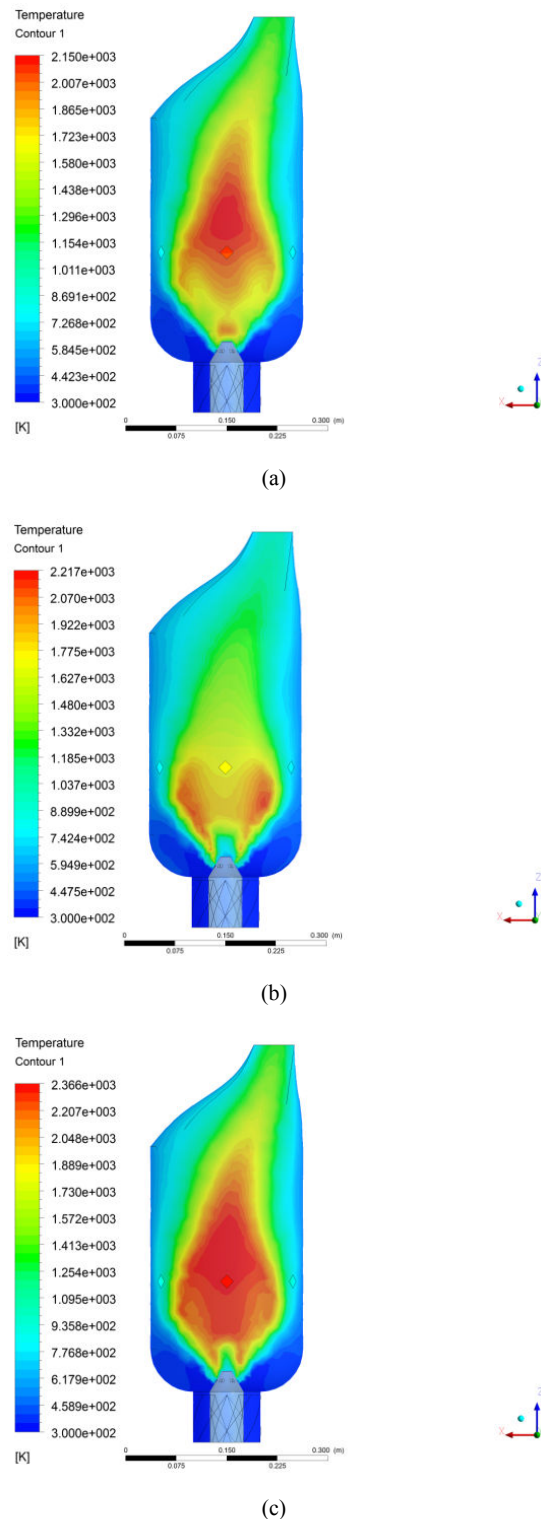 Temperature
Contour 1
2.150e+003
2.007e+003
1.865e+003
1.723e+003
1.580e+003
1.438e+003
1.296e+003
1.154e+003
1.011e+003
8.691e+002
7.268e+002
5.845e+002
4.423e+002
3.000e+002
[K]
0 0.150 0.300 (m)
0.075 0.225
Z
X
(a)
Temperature
Contour 1
2.217e+003
2.070e+003
1.922e+003
1.775e+003
1.627e+003
1.480e+003
1.332e+003
1.185e+003
1.037e+003
8.899e+002
7.424e+002
5.949e+002
4.475e+002
3.000e+002
[K]
0 0.150 0.300 (m)
0.075 0.225
Z
X
(b)
Temperature
Contour 1
2.366e+003
2.207e+003
2.048e+003
1.889e+003
1.730e+003
1.572e+003
1.413e+003
1.254e+003
1.095e+003
9.358e+002
7.768e+002
6.179e+002
4.589e+002
3.000e+002
[K]
0 0.150 0.300 (m)
0.075 0.225
Z
X
(c)